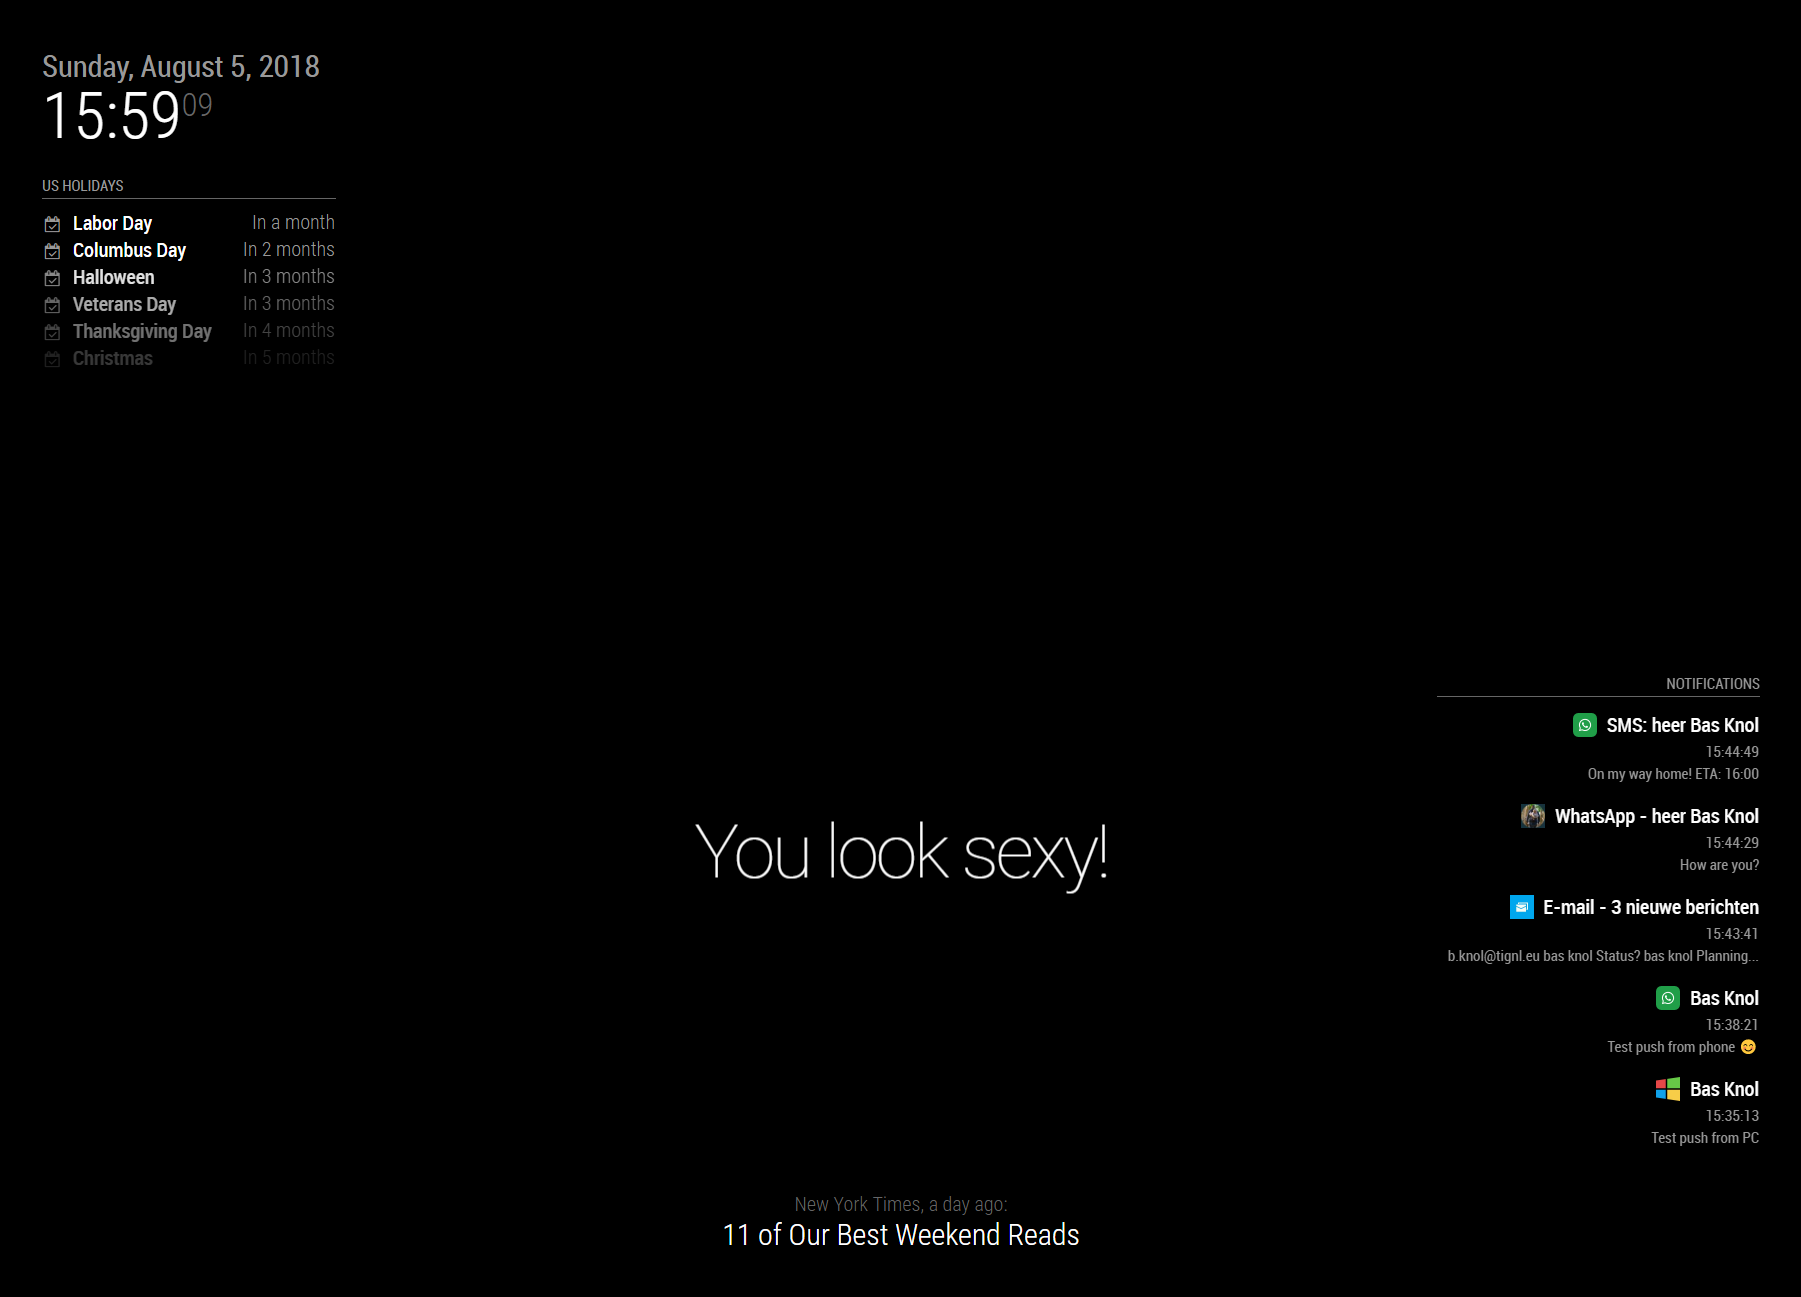 Sunday, August 5, 2018
15:59 09
US HOLIDAYS
Labor Day In a month
Columbus Day In 2 months
Halloween In 3 months
Veterans Day In 3 months
Thanksgiving Day In 4 months
Christmas In 5 months
You look sexy!
NOTIFICATIONS
SMS: heer Bas Knol
15:44:49
On my way home! ETA: 16:00
WhatsApp - heer Bas Knol
15:44:29
How are you?
E-mail - 3 nieuwe berichten
15:43:41
b.knol@tignl.eu bas knol Status? bas knol Planning...
Bas Knol
15:38:21
Test push from phone 😊
Bas Knol
15:35:13
Test push from PC
New York Times, a day ago:
11 of Our Best Weekend Reads